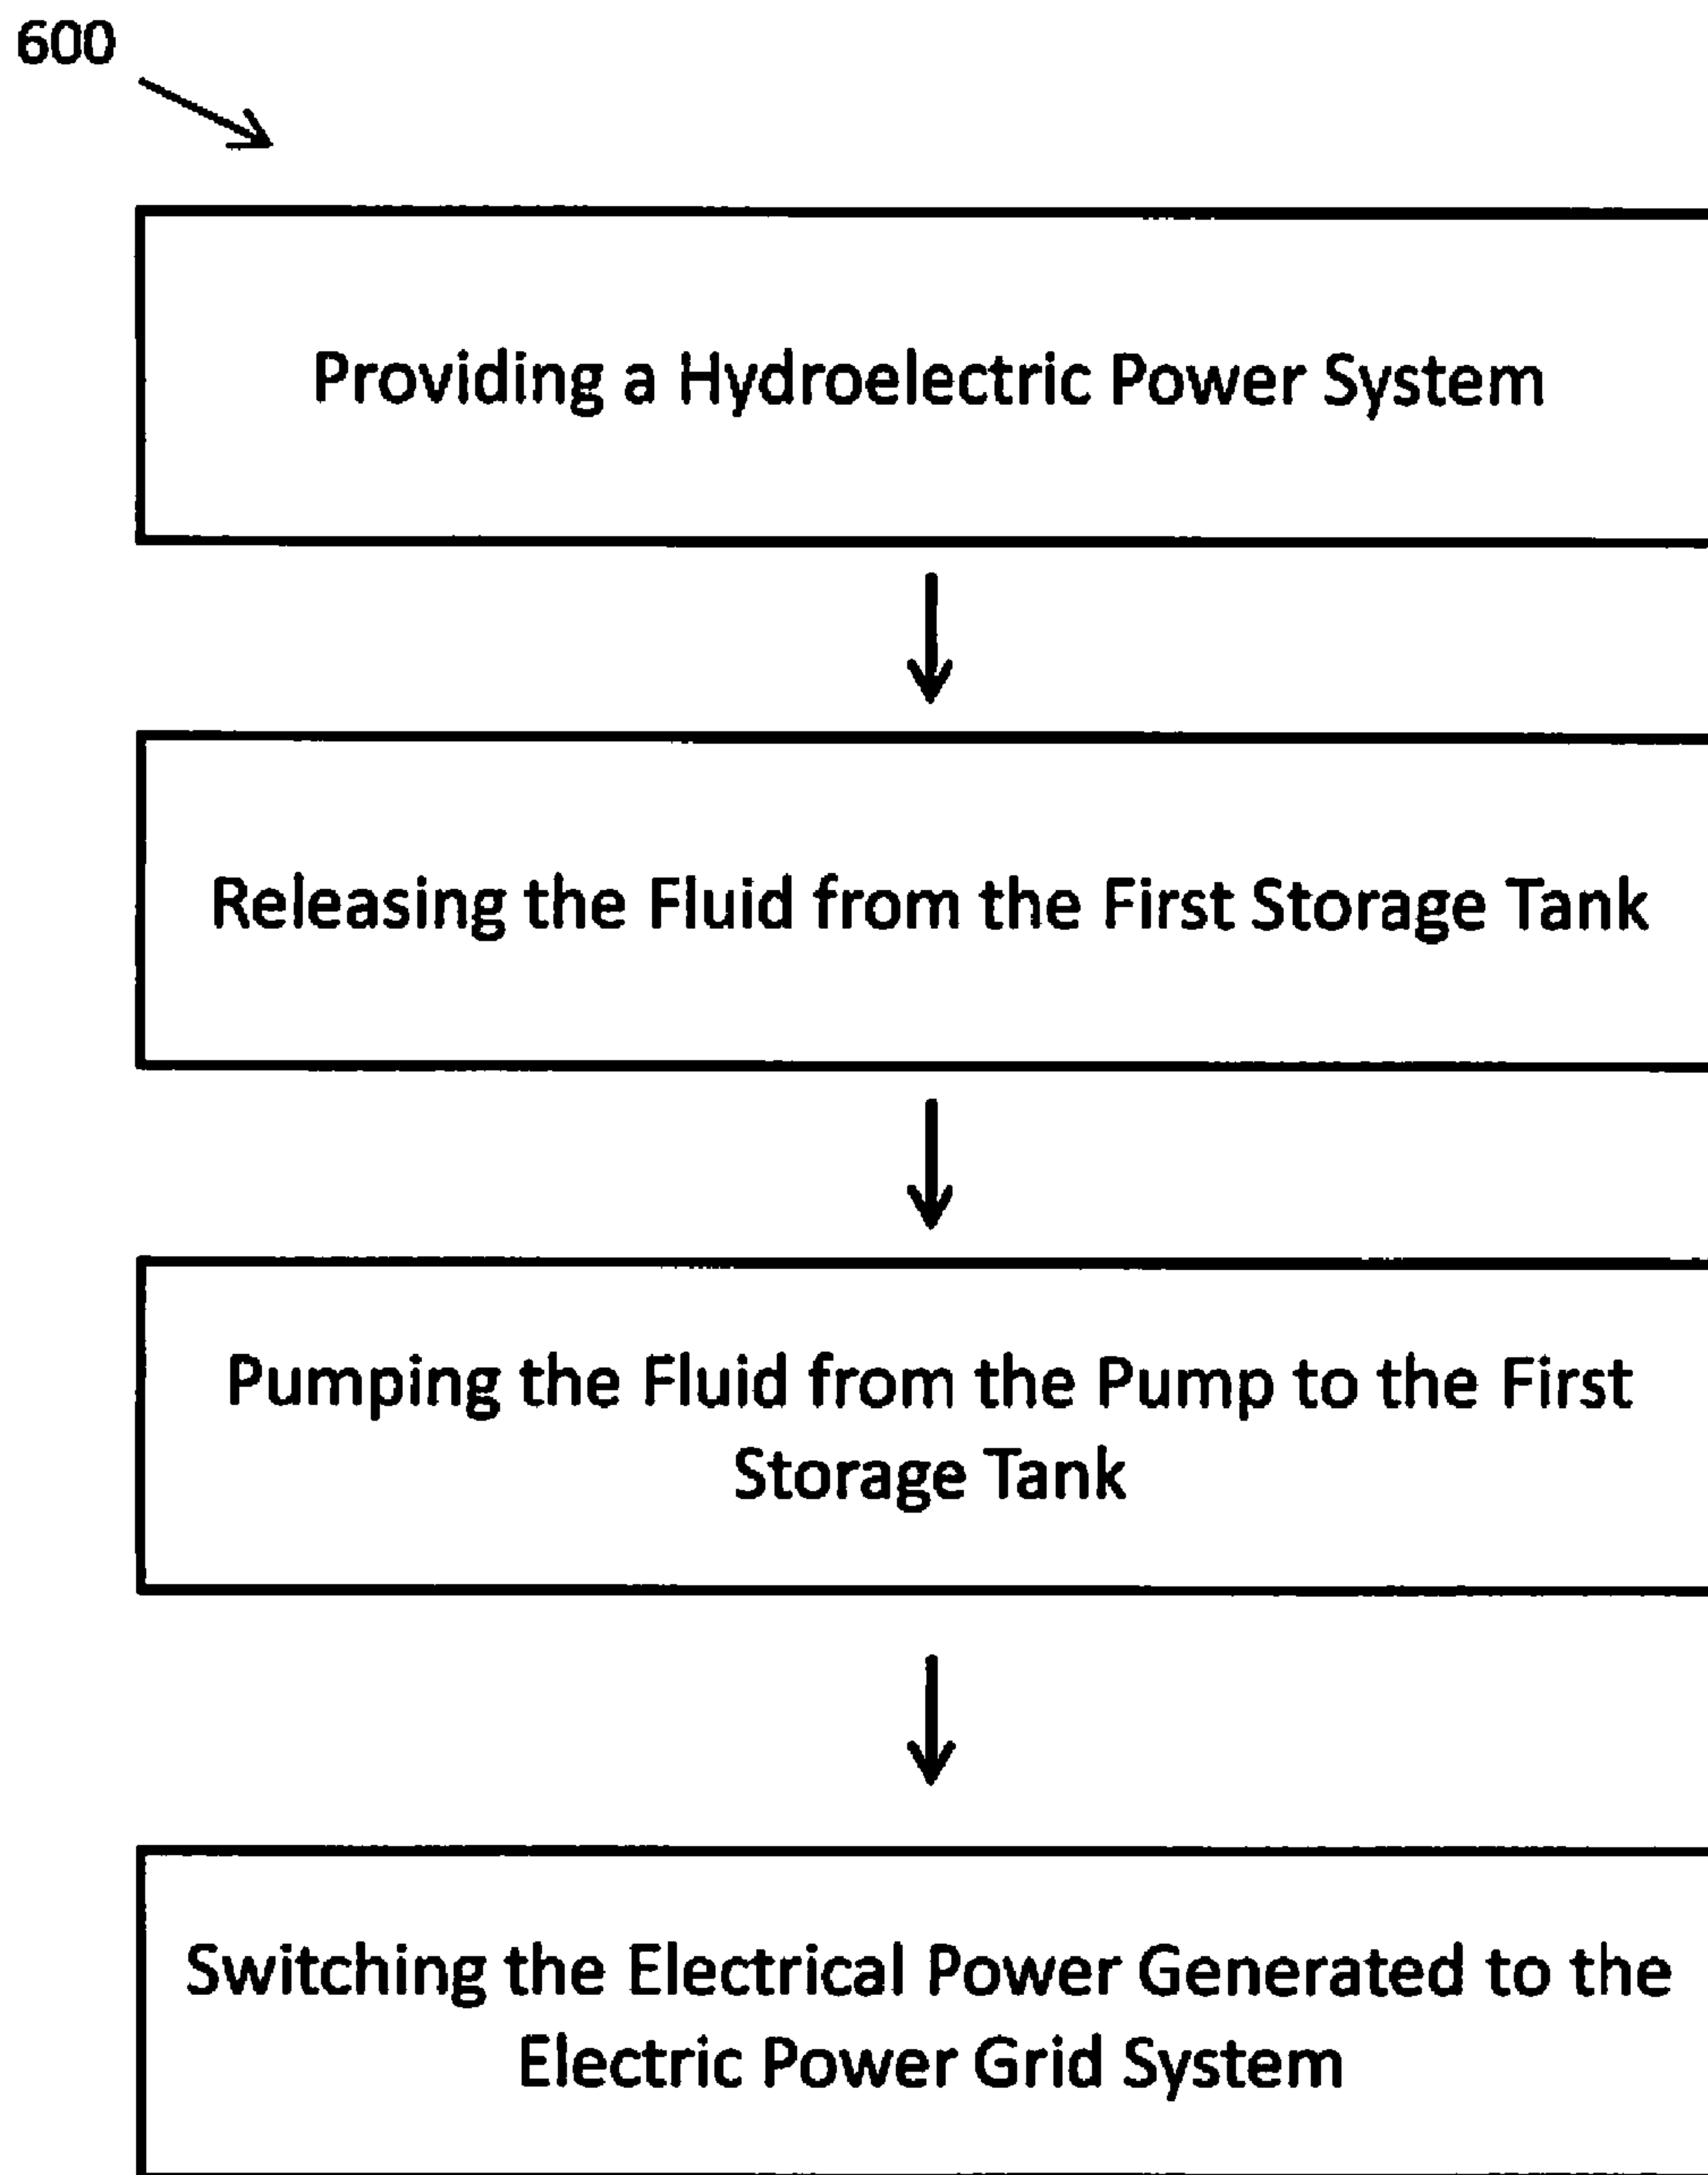 600
Providing a Hydroelectric Power System
Releasing the Fluid from the First Storage Tank
Pumping the Fluid from the Pump to the First
Storage Tank
Switching the Electrical Power Generated to the
Electric Power Grid System